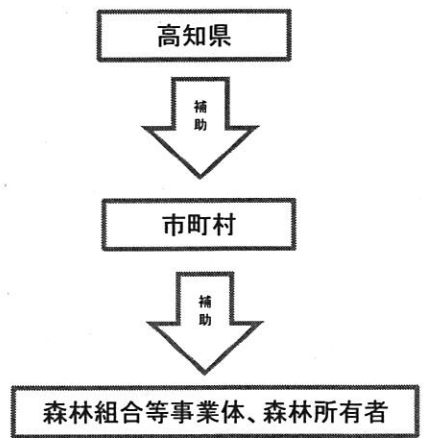 高知県
補助
市町村
補助
森林組合等事業体、森林所有者